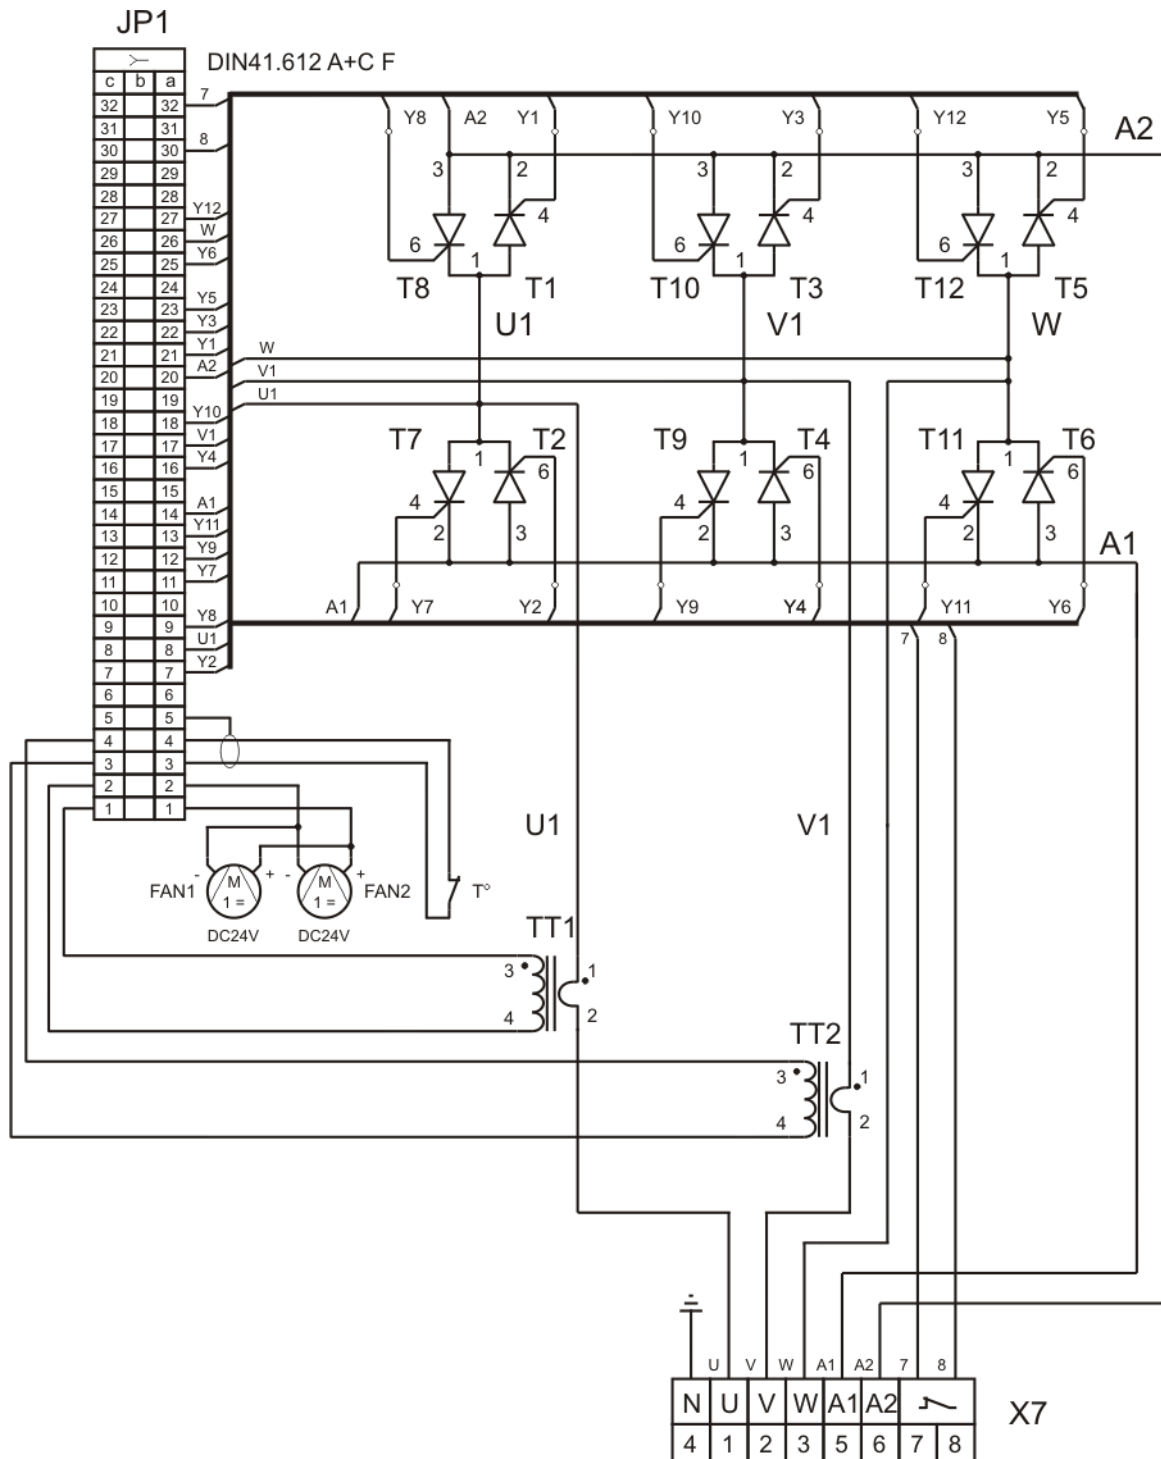 JP1
DIN41.612 A+C F
c b a
32 32 7
31 31
30 30 8
29 29
28 28
27 27 Y12
26 26 W
25 25 Y6
24 24
23 23 Y5
22 22 Y3
21 21 Y1
20 20 A2
19 19
18 18 Y10
17 17 V1
16 16 Y4
15 15
14 14 A1
13 13 Y11
12 12 Y9
11 11 Y7
10 10
9 9 Y8
8 8 U1
7 7 Y2
6 6
5 5
4 4
3 3
2 2
1 1
Y8 A2 Y1 Y10 Y3 Y12 Y5
A2
3 2 3 2 3 2
4 4 4
6 1 6 1 6 1
T8 T1 T10 T3 T12 T5
U1 V1 W
W
V1
U1
T7 T2 T9 T4 T11 T6
1 6 1 6 1 6
4 4 4
2 3 2 3 2 3
A1
A1 Y7 Y2 Y9 Y4 Y11 Y6
7 8
U1 V1
FAN1 - M 1 = + - M 1 = + FAN2 T°
DC24V DC24V
TT1
3 1
4 2
TT2
3 1
4 2
U V W A1 A2 7 8
N U V W A1 A2
X7
4 1 2 3 5 6 7 8